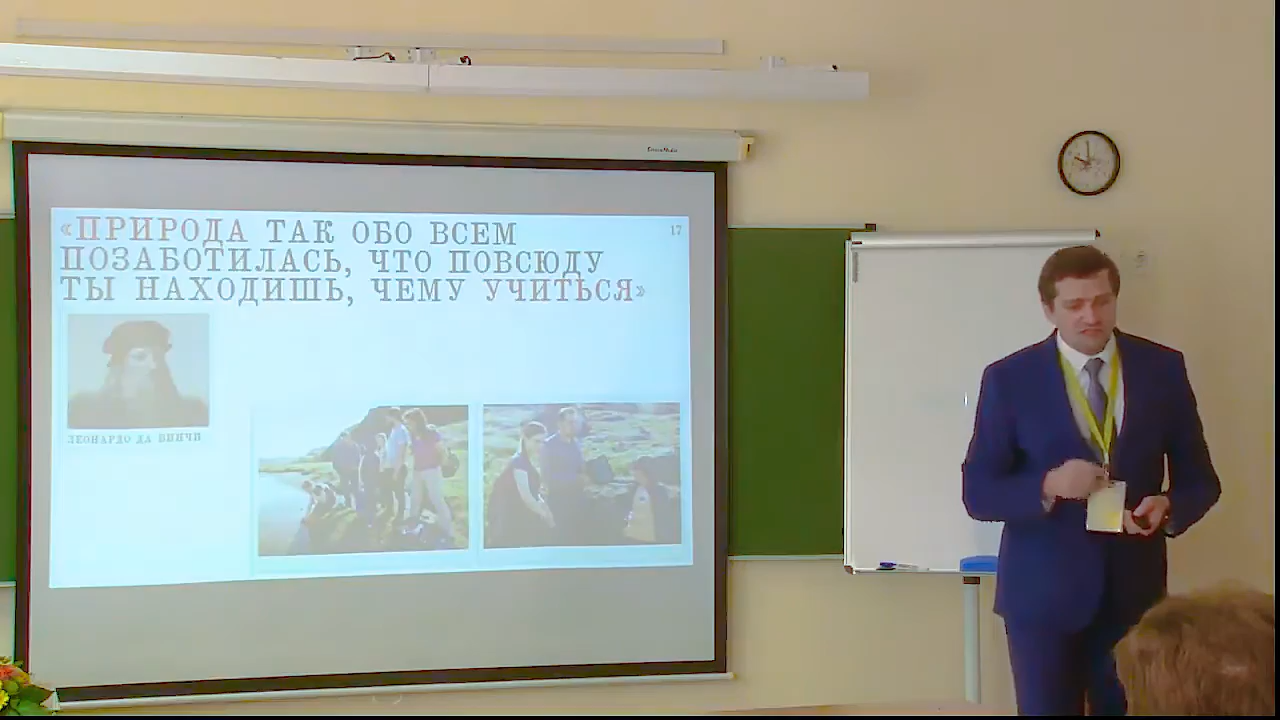 «ПРИРОДА ТАК ОБО ВСЕМ
ПОЗАБОТИЛАСЬ, ЧТО ПОВСЮДУ
ТЫ НАХОДИШЬ, ЧЕМУ УЧИТЬСЯ»
17
ЛЕОНАРДО ДА ВИНЧИ